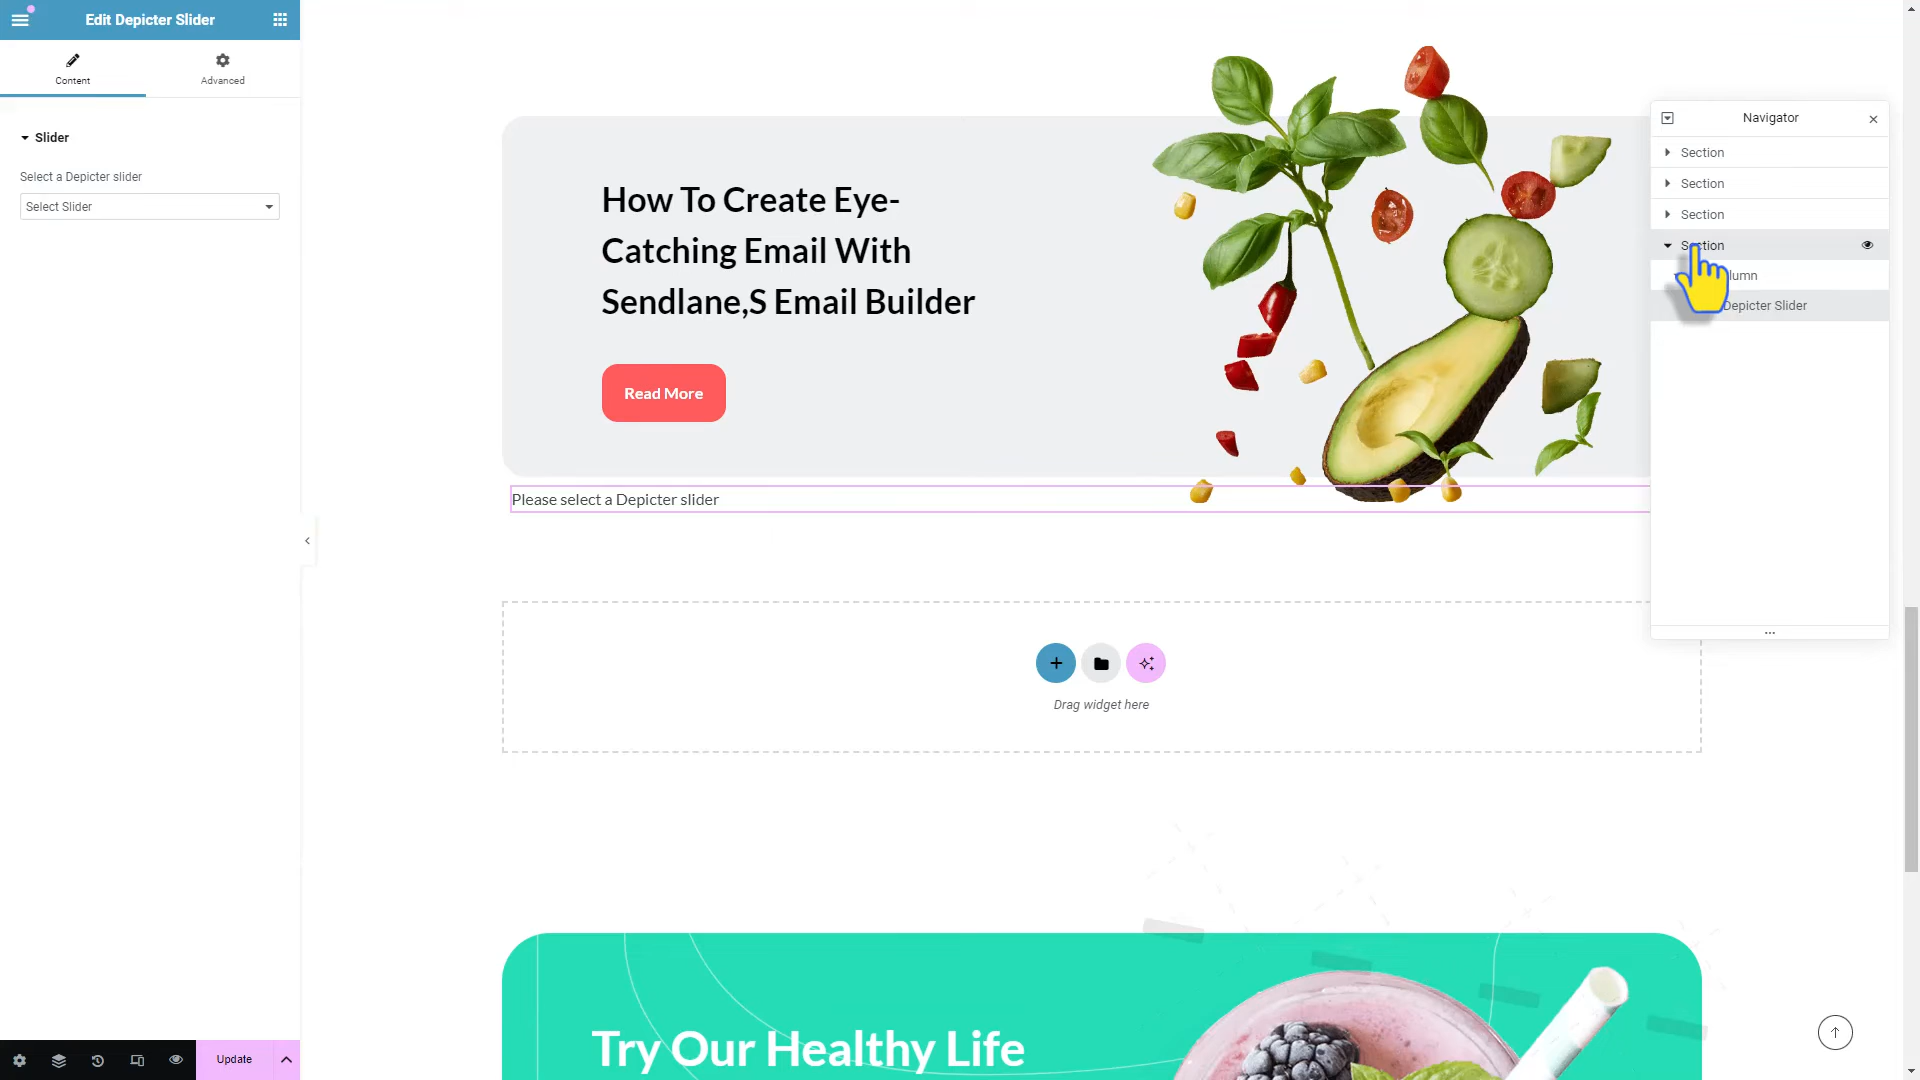 Edit Depicter Slider
Content
Advanced
Slider
Select a Depicter slider
Select Slider
How To Create Eye-
Catching Email With
Sendlane,S Email Builder
Read More
Please select a Depicter slider
Drag widget here
Try Our Healthy Life
Navigator
Section
Section
Section
Section
Depicter Slider
Update